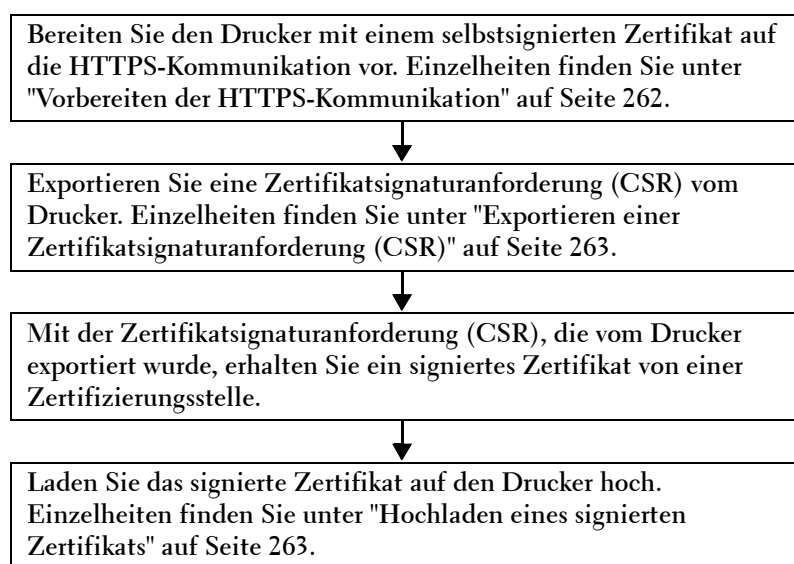 Bereiten Sie den Drucker mit einem selbstsignierten Zertifikat auf
die HTTPS-Kommunikation vor. Einzelheiten finden Sie unter
"Vorbereiten der HTTPS-Kommunikation" auf Seite 262.
Exportieren Sie eine Zertifikatsignaturanforderung (CSR) vom
Drucker. Einzelheiten finden Sie unter "Exportieren einer
Zertifikatsignaturanforderung (CSR)" auf Seite 263.
Mit der Zertifikatsignaturanforderung (CSR), die vom Drucker
exportiert wurde, erhalten Sie ein signiertes Zertifikat von einer
Zertifizierungsstelle.
Laden Sie das signierte Zertifikat auf den Drucker hoch.
Einzelheiten finden Sie unter "Hochladen eines signierten
Zertifikats" auf Seite 263.